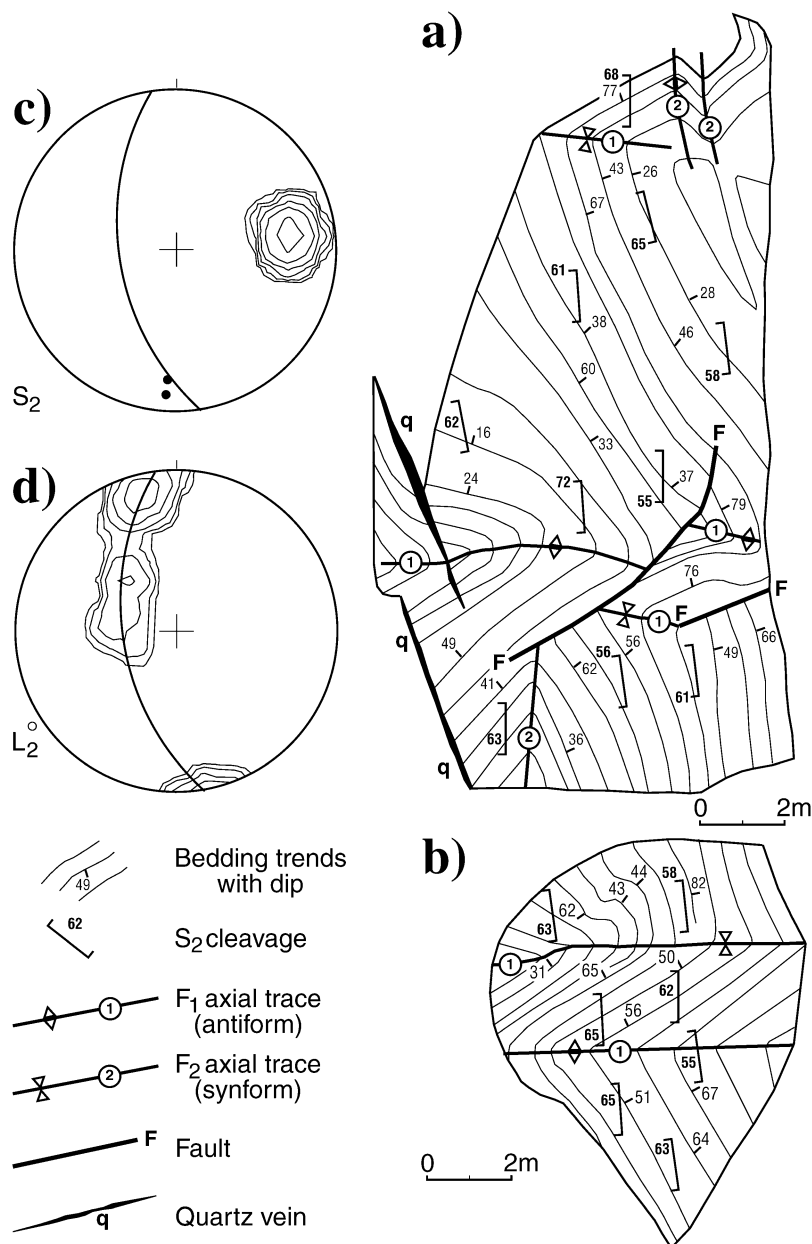 a)
68
77
2
2
1
43
26
67
65
61
28
38
46
58
60
q
62
16
33
F
24
72
55
37
79
1
1
76
F
q
49
F
56
56
1
F
66
41
62
49
61
63
2
36
q
0 2m
b)
58
44
82
43
62
63
1
31
65
50
62
65
56
1
55
65
51
67
63
64
0 2m
c)
S2
d)
L°2
49
Bedding trends
with dip
62
S2 cleavage
1
F1 axial trace
(antiform)
2
F2 axial trace
(synform)
F
Fault
q
Quartz vein